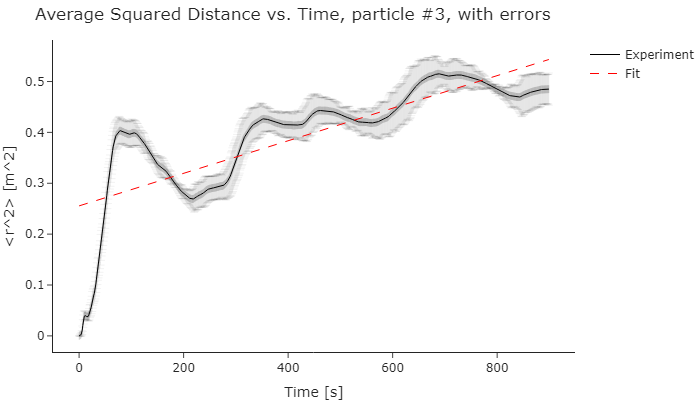 Average Squared Distance vs. Time, particle #3, with errors
Experiment
Fit
<r^2> [m^2]
0.5
0.4
0.3
0.2
0.1
0
0 200 400 600 800
Time [s]